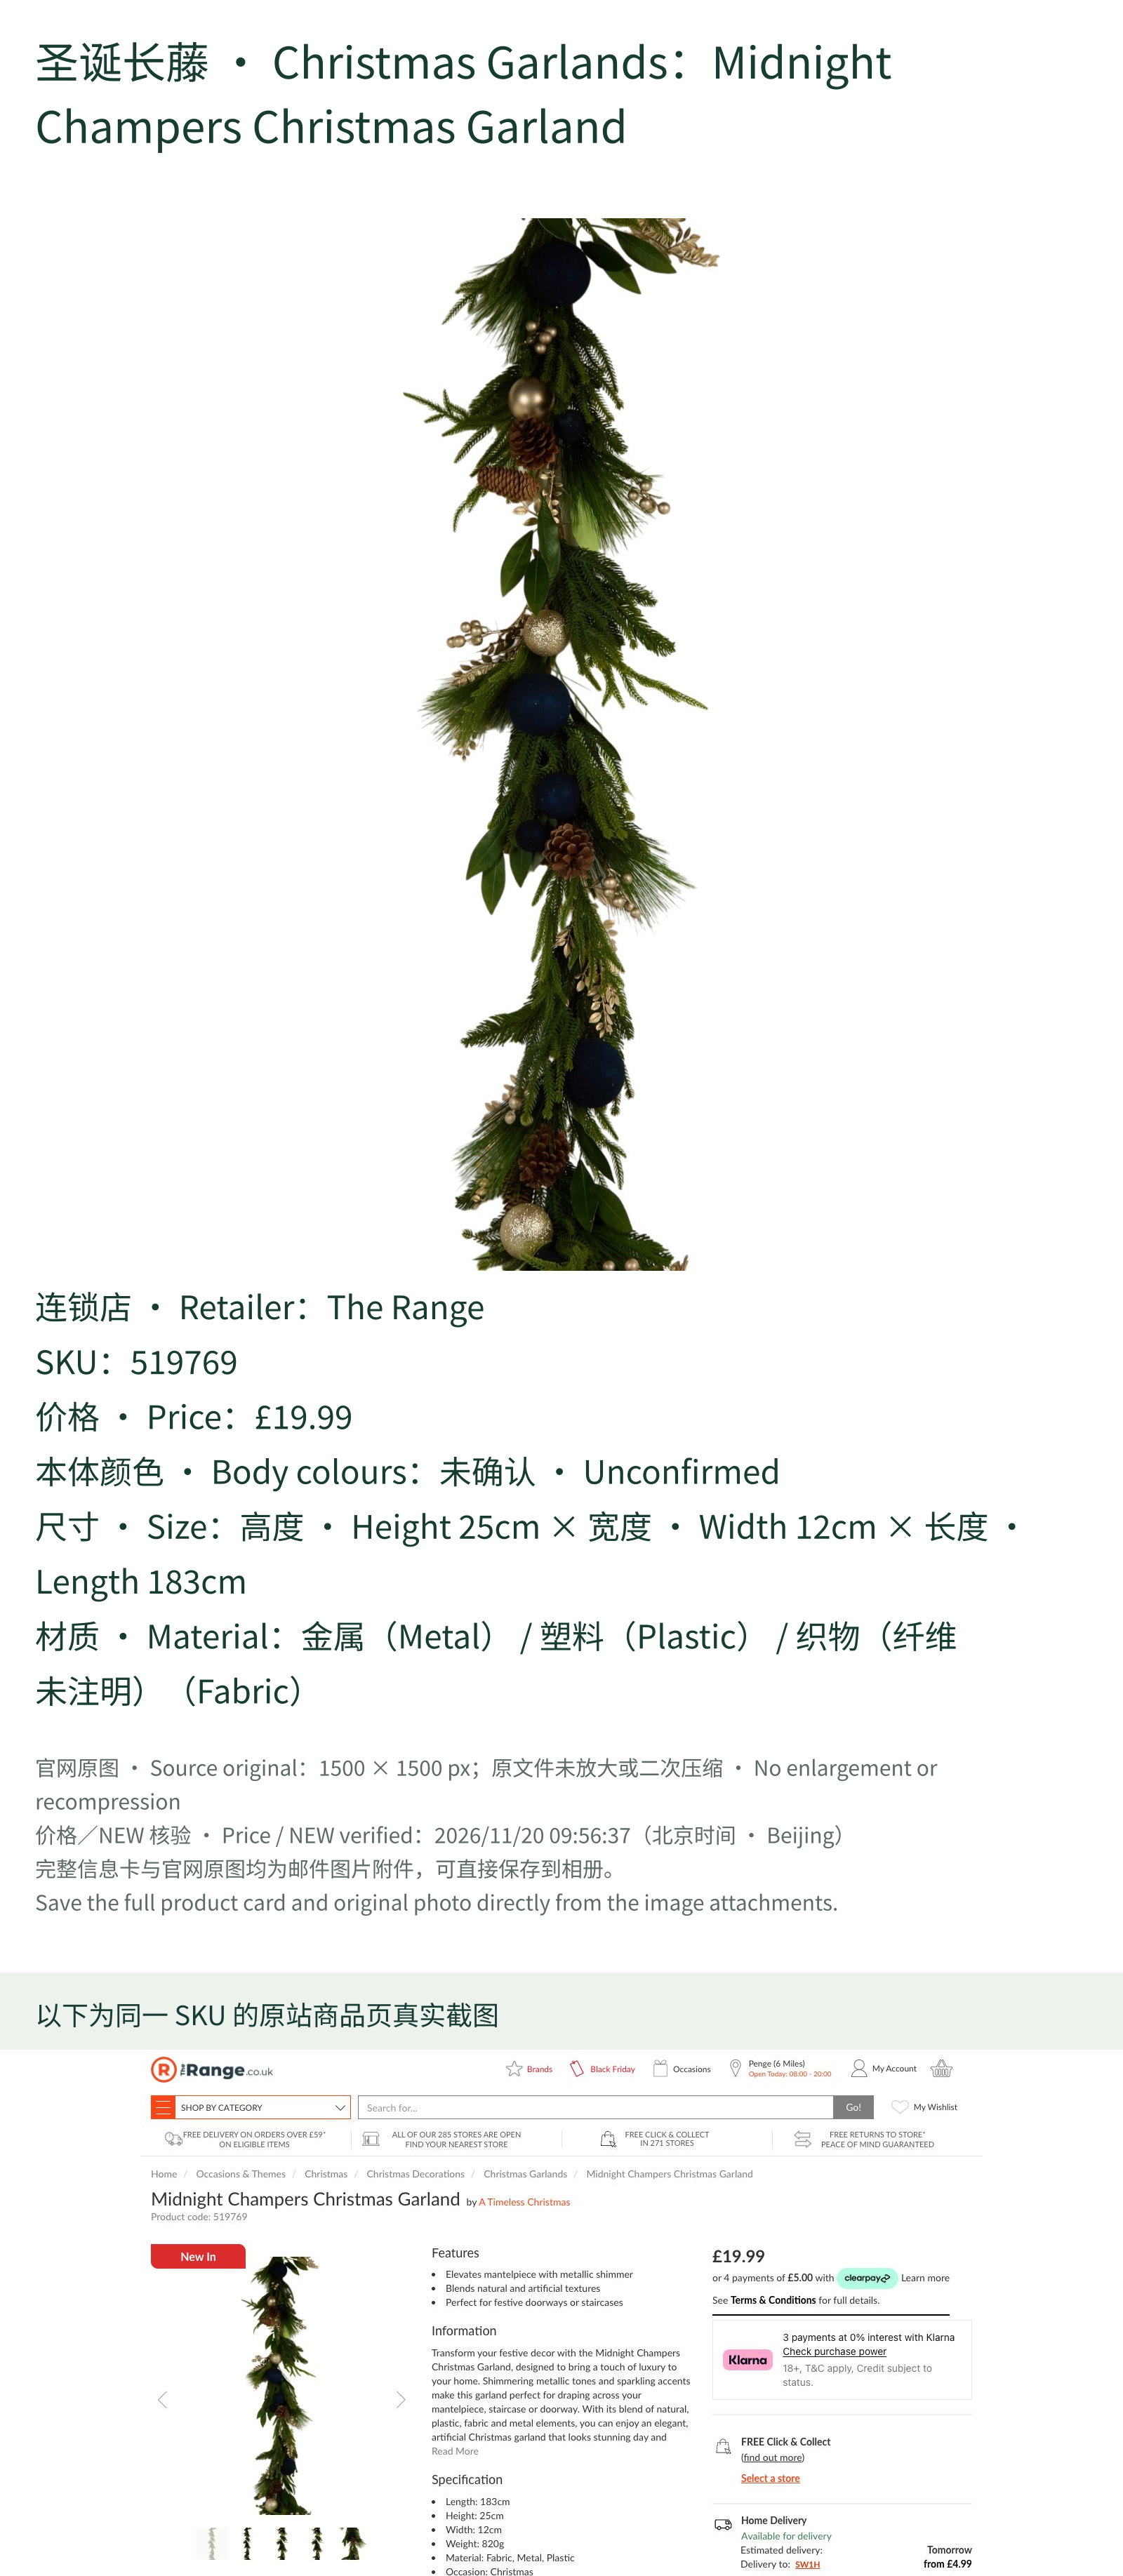 圣诞长藤 · Christmas Garlands：Midnight
Champers Christmas Garland
连锁店 · Retailer：The Range
SKU：519769
价格 · Price：£19.99
本体颜色 · Body colours：未确认 · Unconfirmed
尺寸 · Size：高度 · Height 25cm × 宽度 · Width 12cm × 长度 ·
Length 183cm
材质 · Material：金属（Metal） / 塑料（Plastic） / 织物（纤维
未注明）（Fabric）
官网原图 · Source original：1500 × 1500 px；原文件未放大或二次压缩 · No enlargement or
recompression
价格／NEW 核验 · Price / NEW verified：2026/11/20 09:56:37（北京时间 · Beijing）
完整信息卡与官网原图均为邮件图片附件，可直接保存到相册。
Save the full product card and original photo directly from the image attachments.
以下为同一 SKU 的原站商品页真实截图
R THE Range.co.uk
Brands
Black Friday
Occasions
Penge (6 Miles)
Open Today: 08:00 - 20:00
My Account
SHOP BY CATEGORY
Search for...
Go!
My Wishlist
FREE DELIVERY ON ORDERS OVER £59*
ON ELIGIBLE ITEMS
ALL OF OUR 285 STORES ARE OPEN
FIND YOUR NEAREST STORE
FREE CLICK & COLLECT
IN 271 STORES
FREE RETURNS TO STORE*
PEACE OF MIND GUARANTEED
Home / Occasions & Themes / Christmas / Christmas Decorations / Christmas Garlands / Midnight Champers Christmas Garland
Midnight Champers Christmas Garland by A Timeless Christmas
Product code: 519769
New In
Features
• Elevates mantelpiece with metallic shimmer
• Blends natural and artificial textures
• Perfect for festive doorways or staircases
Information
Transform your festive decor with the Midnight Champers
Christmas Garland, designed to bring a touch of luxury to
your home. Shimmering metallic tones and sparkling accents
make this garland perfect for draping across your
mantelpiece, staircase or doorway. With its blend of natural,
plastic, fabric and metal elements, you can enjoy an elegant,
artificial Christmas garland that looks stunning day and
Read More
Specification
• Length: 183cm
• Height: 25cm
• Width: 12cm
• Weight: 820g
• Material: Fabric, Metal, Plastic
• Occasion: Christmas
£19.99
or 4 payments of £5.00 with clearpay Learn more
See Terms & Conditions for full details.
Klarna
3 payments at 0% interest with Klarna
Check purchase power
18+, T&C apply, Credit subject to
status.
FREE Click & Collect
(find out more)
Select a store
Home Delivery
Available for delivery
Estimated delivery: Tomorrow
Delivery to: SW1H from £4.99